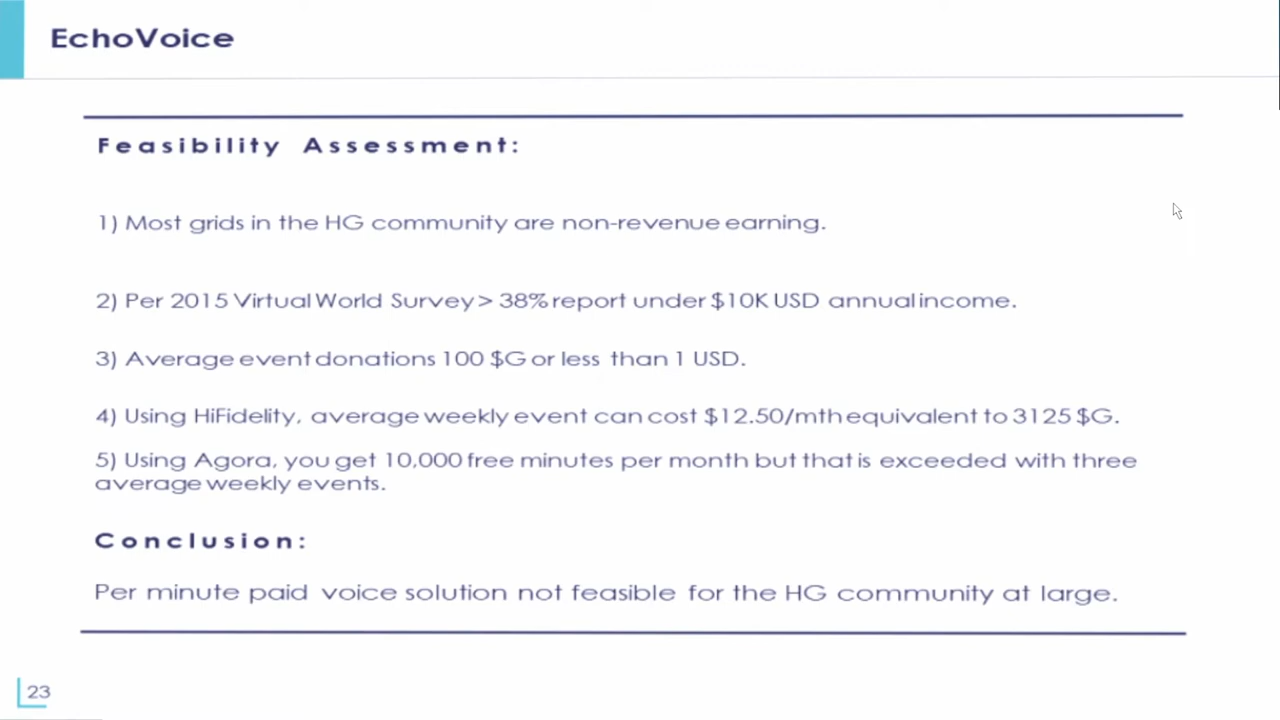 EchoVoice
Feasibility Assessment:
1) Most grids in the HG community are non-revenue earning.
2) Per 2015 Virtual World Survey> 38% report under $10K USD annual income.
3) Average event donations 100 $G or less than 1 USD.
4) Using HiFidelity, average weekly event can cost $12.50/mth equivalent to 3125 $G.
5) Using Agora, you get 10,000 free minutes per month but that is exceeded with three
average weekly events.
Conclusion:
Per minute paid voice solution not feasible for the HG community at large.
23